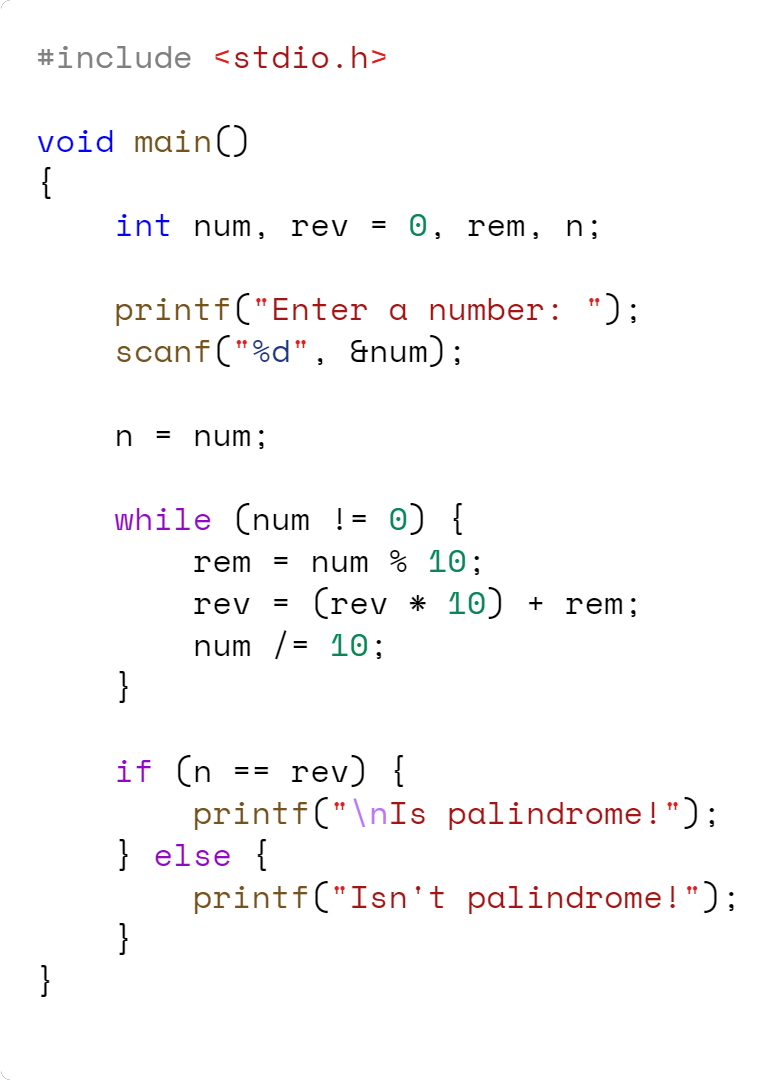 #include <stdio.h>
void main()
{
    int num, rev = 0, rem, n;
    printf("Enter a number: ");
    scanf("%d", &num);
    n = num;
    while (num != 0) {
        rem = num % 10;
        rev = (rev * 10) + rem;
        num /= 10;
    }
    if (n == rev) {
        printf("\nIs palindrome!");
    } else {
        printf("Isn't palindrome!");
    }
}